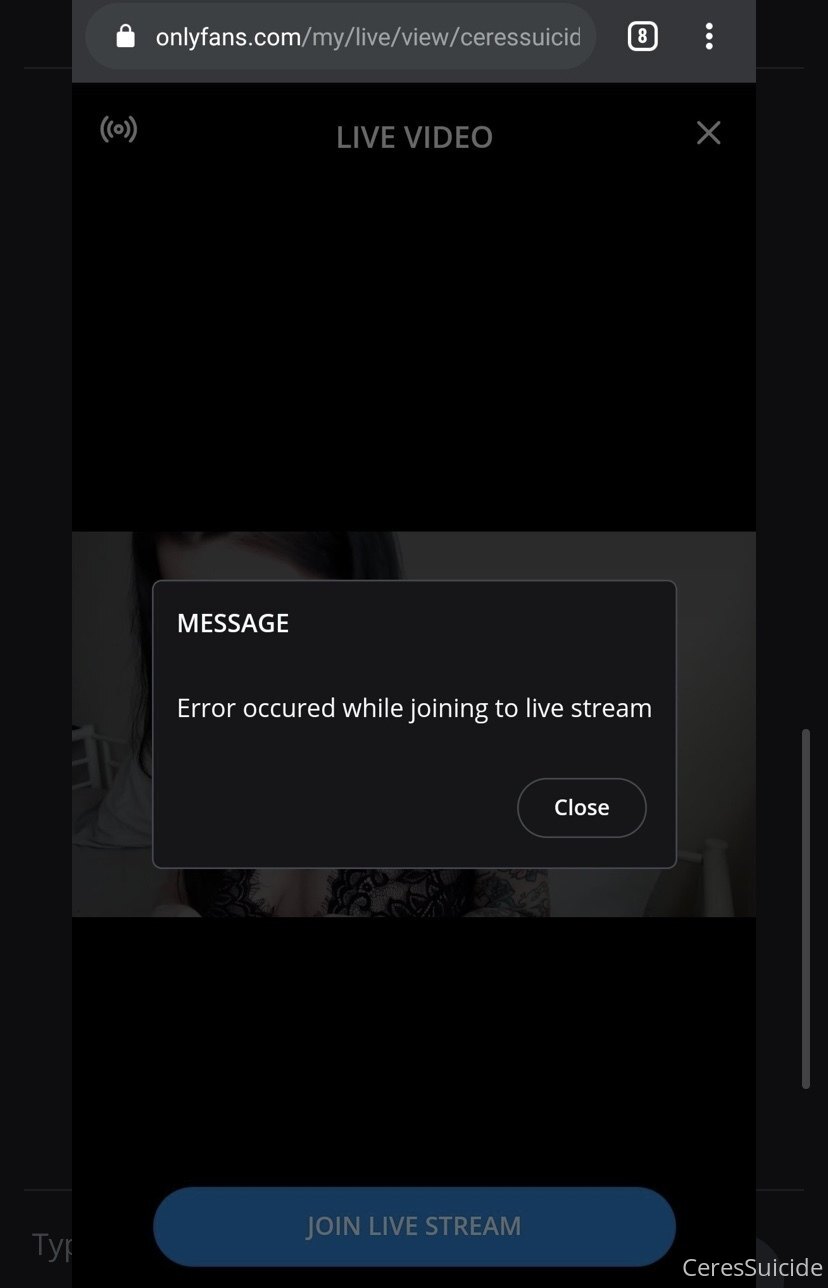 onlyfans.com/my/live/view/ceressuicid
8
LIVE VIDEO
MESSAGE
Error occured while joining to live stream
Close
JOIN LIVE STREAM
Typ
CeresSuicide